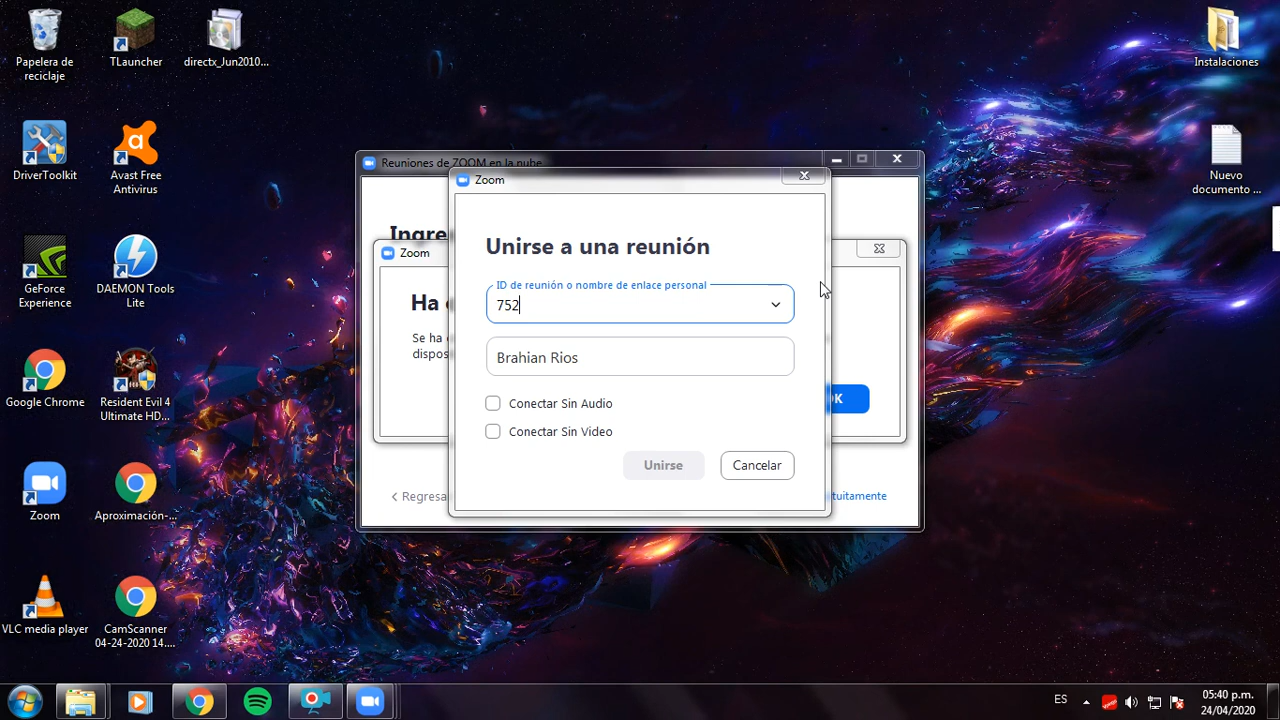 Papelera de
reciclaje
TLauncher
directx_Jun2010...
Instalaciones
DriverToolkit
Avast Free
Antivirus
Nuevo
documento ...
GeForce
Experience
DAEMON Tools
Lite
Google Chrome
Resident Evil 4
Ultimate HD...
Zoom
Aproximación-...
VLC media player
CamScanner
04-24-2020 14....
Reuniones de ZOOM en la nube
Zoom
Ha
Se ha
dispos
OK
Regresa
tuitamente
Zoom
Unirse a una reunión
ID de reunión o nombre de enlace personal
752
Brahian Rios
Conectar Sin Audio
Conectar Sin Video
Unirse
Cancelar
ES
05:40 p.m.
24/04/2020